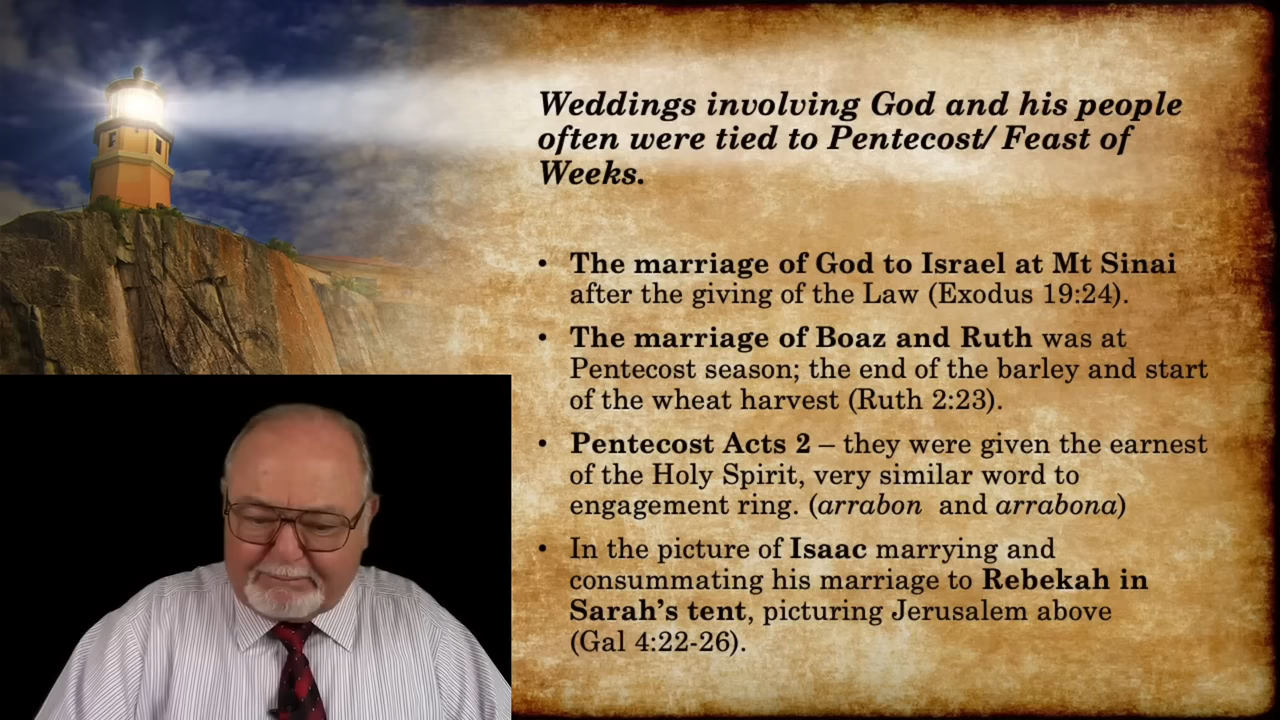 Weddings involving God and his people
often were tied to Pentecost/ Feast of
Weeks.
• The marriage of God to Israel at Mt Sinai
after the giving of the Law (Exodus 19:24).
• The marriage of Boaz and Ruth was at
Pentecost season; the end of the barley and start
of the wheat harvest (Ruth 2:23).
• Pentecost Acts 2 – they were given the earnest
of the Holy Spirit, very similar word to
engagement ring. (arrabon and arrabona)
• In the picture of Isaac marrying and
consummating his marriage to Rebekah in
Sarah’s tent, picturing Jerusalem above
(Gal 4:22-26).